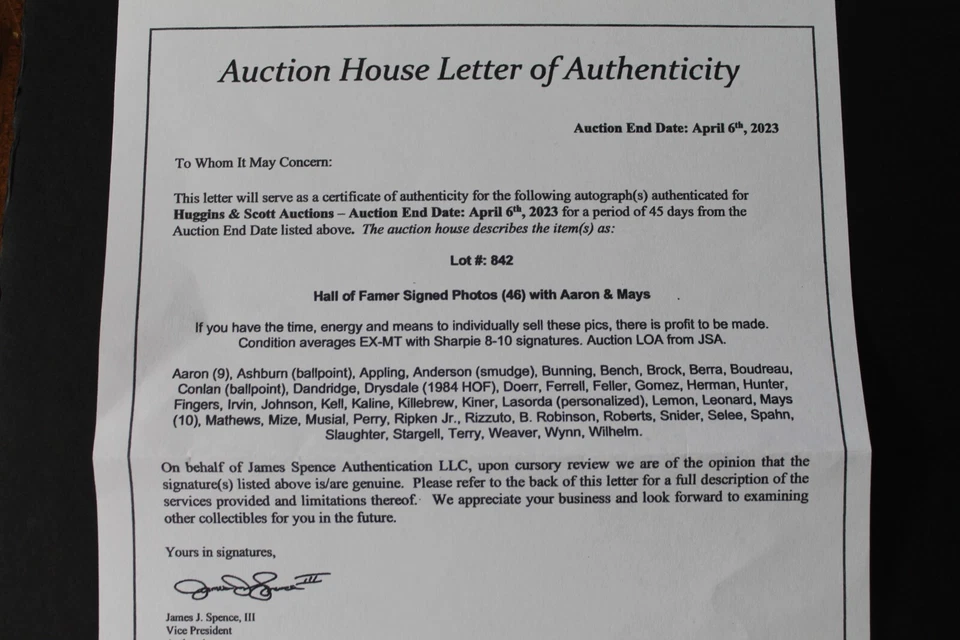 Auction House Letter of Authenticity
Auction End Date: April 6th, 2023
To Whom It May Concern:
This letter will serve as a certificate of authenticity for the following autograph(s) authenticated for
Huggins & Scott Auctions – Auction End Date: April 6th, 2023 for a period of 45 days from the
Auction End Date listed above. The auction house describes the item(s) as:
Lot #: 842
Hall of Famer Signed Photos (46) with Aaron & Mays
If you have the time, energy and means to individually sell these pics, there is profit to be made.
Condition averages EX-MT with Sharpie 8-10 signatures. Auction LOA from JSA.
Aaron (9), Ashburn (ballpoint), Appling, Anderson (smudge), Bunning, Bench, Brock, Berra, Boudreau,
Conlan (ballpoint), Dandridge, Drysdale (1984 HOF), Doerr, Ferrell, Feller, Gomez, Herman, Hunter,
Fingers, Irvin, Johnson, Kell, Kaline, Killebrew, Kiner, Lasorda (personalized), Lemon, Leonard, Mays
(10), Mathews, Mize, Musial, Perry, Ripken Jr., Rizzuto, B. Robinson, Roberts, Snider, Selee, Spahn,
Slaughter, Stargell, Terry, Weaver, Wynn, Wilhelm.
On behalf of James Spence Authentication LLC, upon cursory review we are of the opinion that the
signature(s) listed above is/are genuine. Please refer to the back of this letter for a full description of the
services provided and limitations thereof. We appreciate your business and look forward to examining
other collectibles for you in the future.
Yours in signatures,
James J. Spence III
James J. Spence, III
Vice President